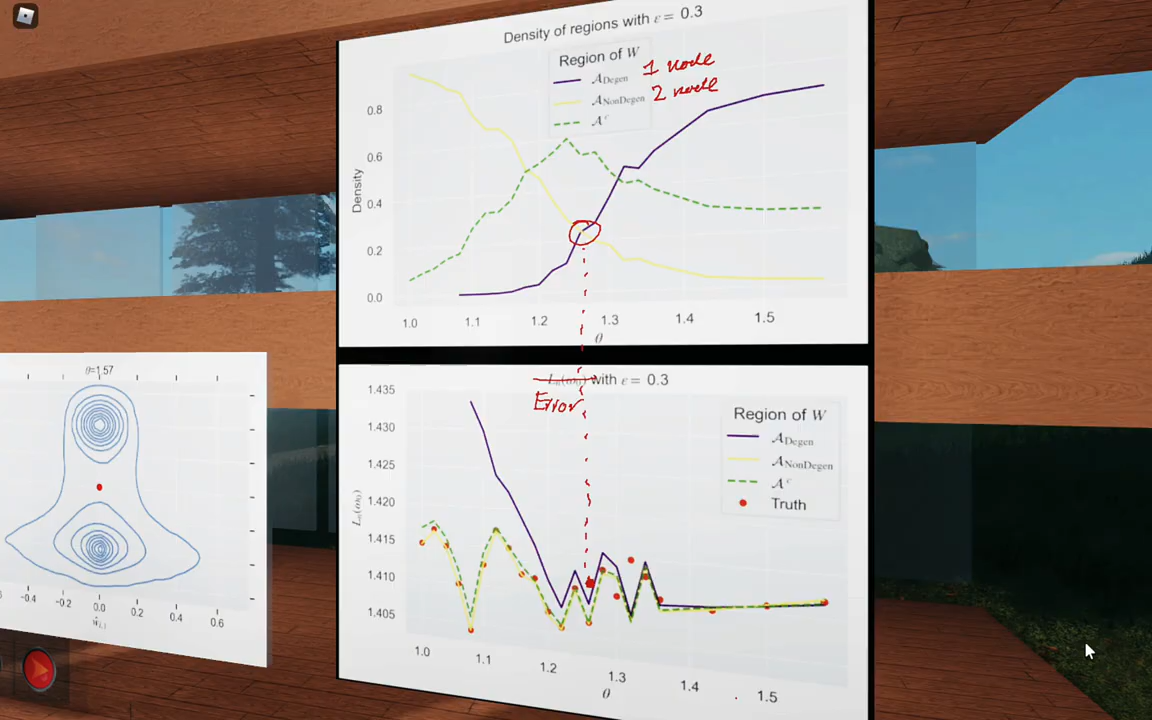 Density of regions with ε = 0.3
Region of W
A_Degen 1 node
A_NonDegen 2 node
A^c
Density
0.8
0.6
0.4
0.2
0.0
1.0 1.1 1.2 1.3 1.4 1.5
θ
L_n(ω_0) with ε = 0.3
Error
Region of W
A_Degen
A_NonDegen
A^c
Truth
L_n(ω_0)
1.435
1.430
1.425
1.420
1.415
1.410
1.405
1.0 1.1 1.2 1.3 1.4 1.5
θ
θ=1.57
−0.4 −0.2 0.0 0.2 0.4 0.6